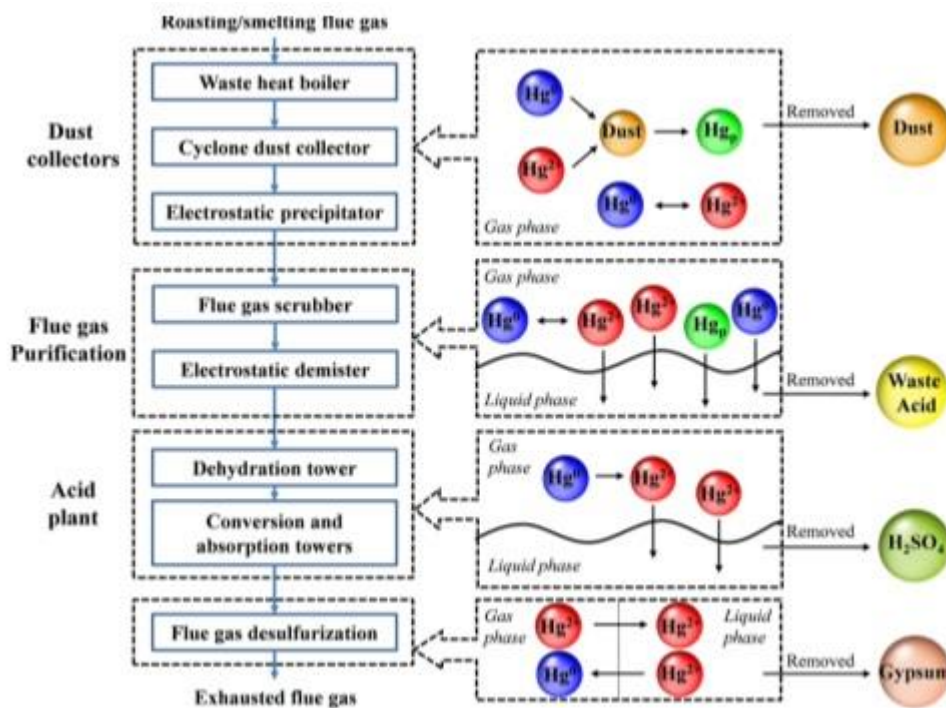 Roasting/smelting flue gas
Dust
collectors
Waste heat boiler
Cyclone dust collector
Electrostatic precipitator
Hg⁰
Hg²⁺
Dust
Hg
p
Hg⁰
Hg²⁺
Gas phase
Removed
Dust
Flue gas
Purification
Flue gas scrubber
Electrostatic demister
Gas phase
Hg⁰
Hg²⁺
Hg²⁺
Hg
p
Hg⁰
Liquid phase
Removed
Waste
Acid
Acid
plant
Dehydration tower
Conversion and
absorption towers
Gas
phase
Hg⁰
Hg²⁺
Hg²⁺
Liquid phase
Removed
H₂SO₄
Flue gas desulfurization
Gas
phase
Hg²⁺
Hg⁰
Hg²⁺
Hg²⁺
Liquid
phase
Removed
Gypsum
Exhausted flue gas